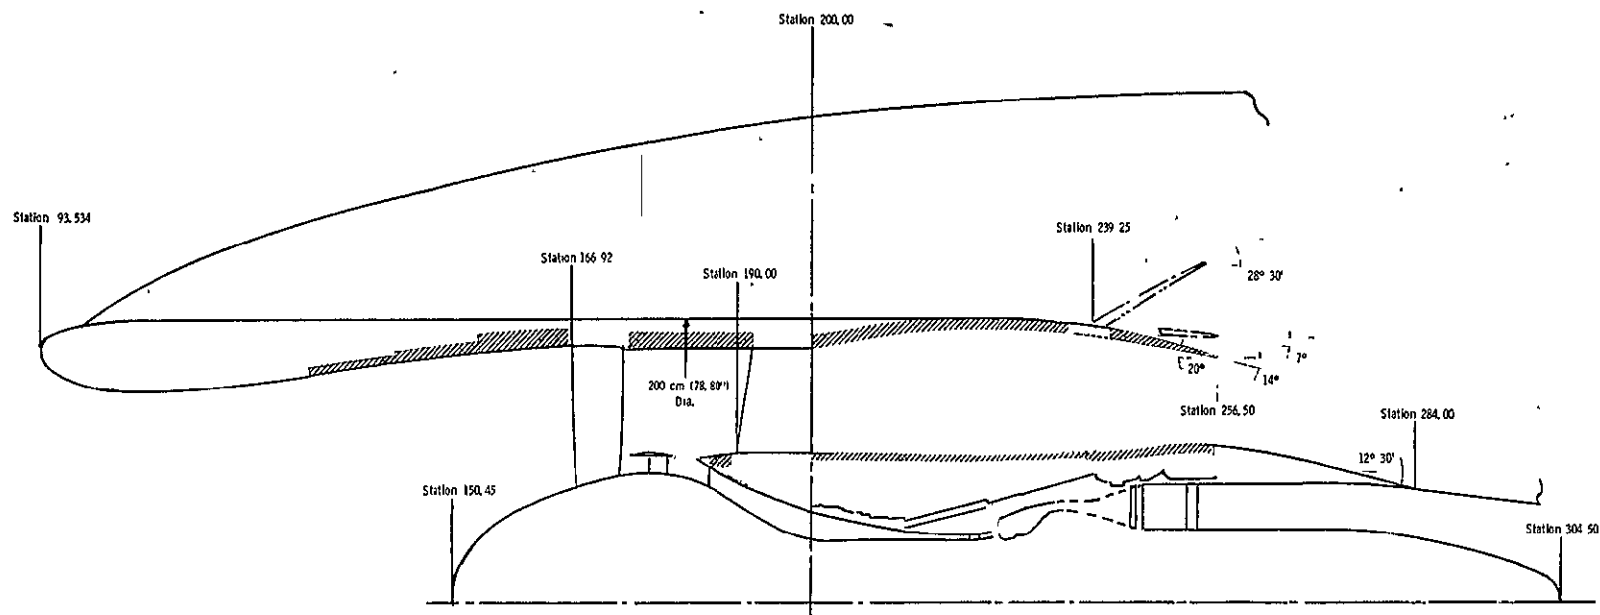 Station 200.00
Station 93.534
Station 239 25
Station 166 92
Station 190.00
28° 30'
200 cm (78.80")
Dia.
20°
7°
14°
Station 256.50
Station 284.00
12° 30'
Station 150.45
Station 304 50